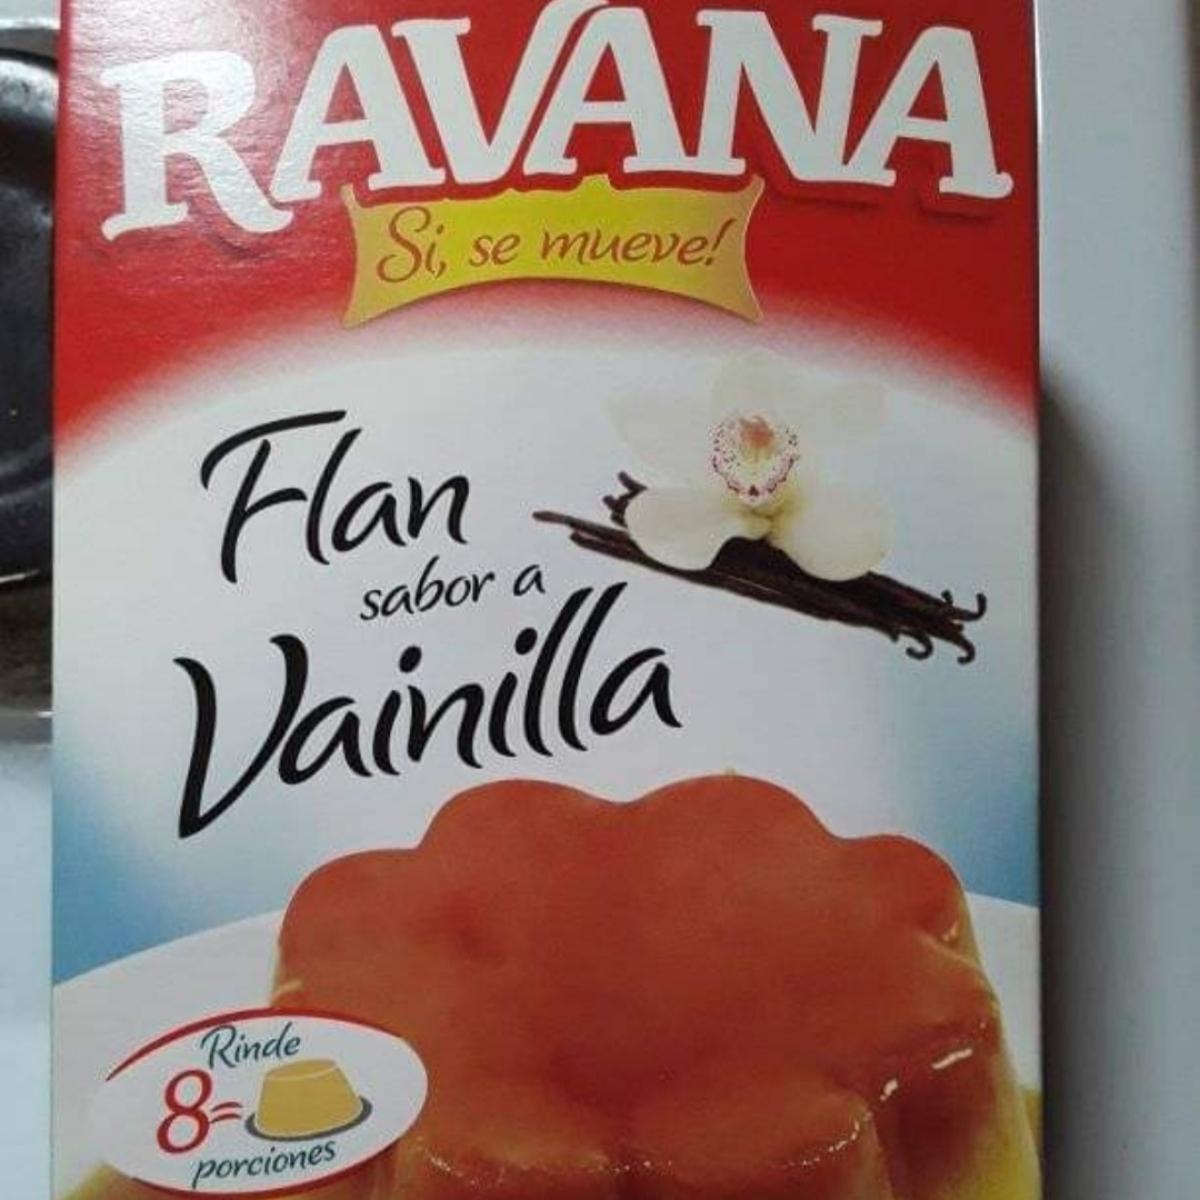 RAVANA
Si, se mueve!
Flan
sabor a
Vainilla
Rinde
8=
porciones